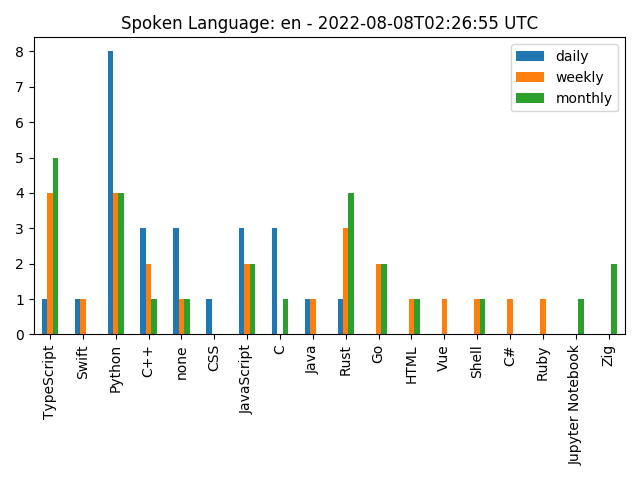 Spoken Language: en - 2022-08-08T02:26:55 UTC
daily
weekly
monthly
8
7
6
5
4
3
2
1
0
TypeScript
Swift
Python
C++
none
CSS
JavaScript
C
Java
Rust
Go
HTML
Vue
Shell
C#
Ruby
Jupyter Notebook
Zig